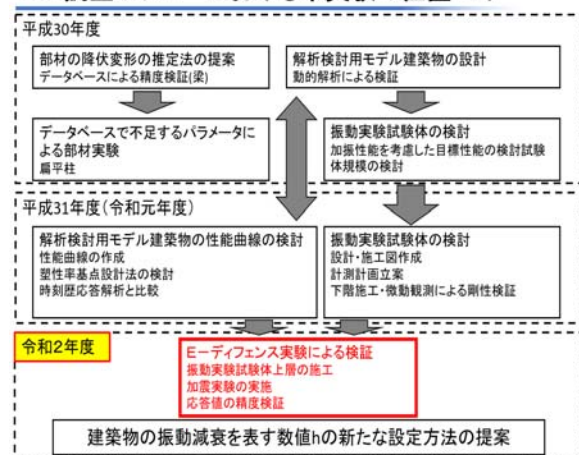 平成30年度
部材の降伏変形の推定法の提案
データベースによる精度検証(梁)
解析検討用モデル建築物の設計
動的解析による検証
データベースで不足するパラメータに
よる部材実験
扁平柱
振動実験試験体の検討
加振性能を考慮した目標性能の検討試験
体規模の検討
平成31年度(令和元年度)
解析検討用モデル建築物の性能曲線の検討
性能曲線の作成
塑性率基点設計法の検討
時刻歴応答解析と比較
振動実験試験体の検討
設計・施工図作成
計測計画立案
下階施工・微動観測による剛性検証
令和2年度
E－ディフェンス実験による検証
振動実験試験体上層の施工
加震実験の実施
応答値の精度検証
建築物の振動減衰を表す数値hの新たな設定方法の提案